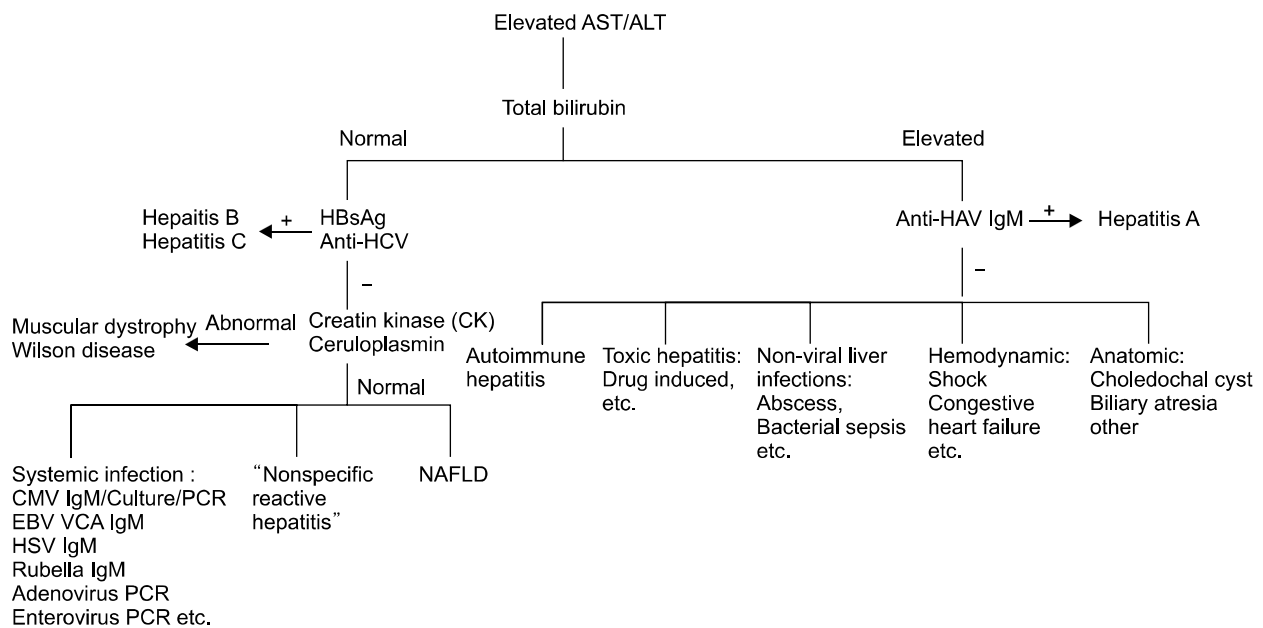 Elevated AST/ALT
Total bilirubin
Normal
Elevated
Hepaitis B
Hepatitis C
+
HBsAg
Anti-HCV
Anti-HAV IgM
+
Hepatitis A
–
–
Muscular dystrophy
Wilson disease
Abnormal
Creatin kinase (CK)
Ceruloplasmin
Normal
Autoimmune
hepatitis
Toxic hepatitis:
Drug induced,
etc.
Non-viral liver
infections:
Abscess,
Bacterial sepsis
etc.
Hemodynamic:
Shock
Congestive
heart failure
etc.
Anatomic:
Choledochal cyst
Biliary atresia
other
Systemic infection :
CMV IgM/Culture/PCR
EBV VCA IgM
HSV IgM
Rubella IgM
Adenovirus PCR
Enterovirus PCR etc.
“Nonspecific
reactive
hepatitis”
NAFLD